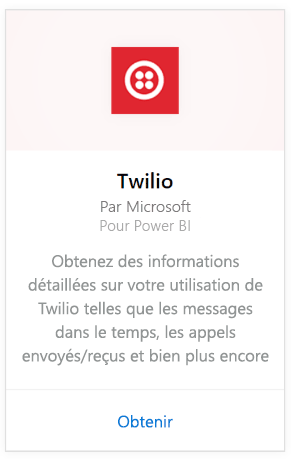 Twilio
Par Microsoft
Pour Power BI
Obtenez des informations
détaillées sur votre utilisation de
Twilio telles que les messages
dans le temps, les appels
envoyés/reçus et bien plus encore
Obtenir